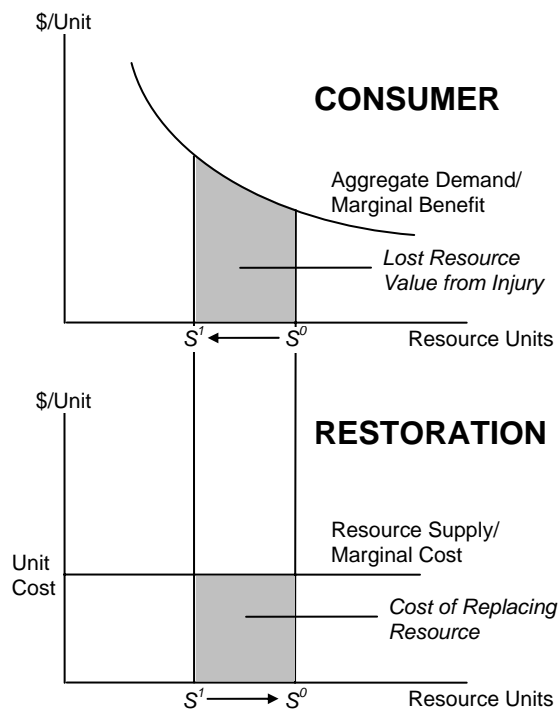 $/Unit
CONSUMER
Aggregate Demand/
Marginal Benefit
Lost Resource
Value from Injury
S¹ S⁰ Resource Units
$/Unit
RESTORATION
Resource Supply/
Marginal Cost
Unit
Cost
Cost of Replacing
Resource
S¹ S⁰ Resource Units